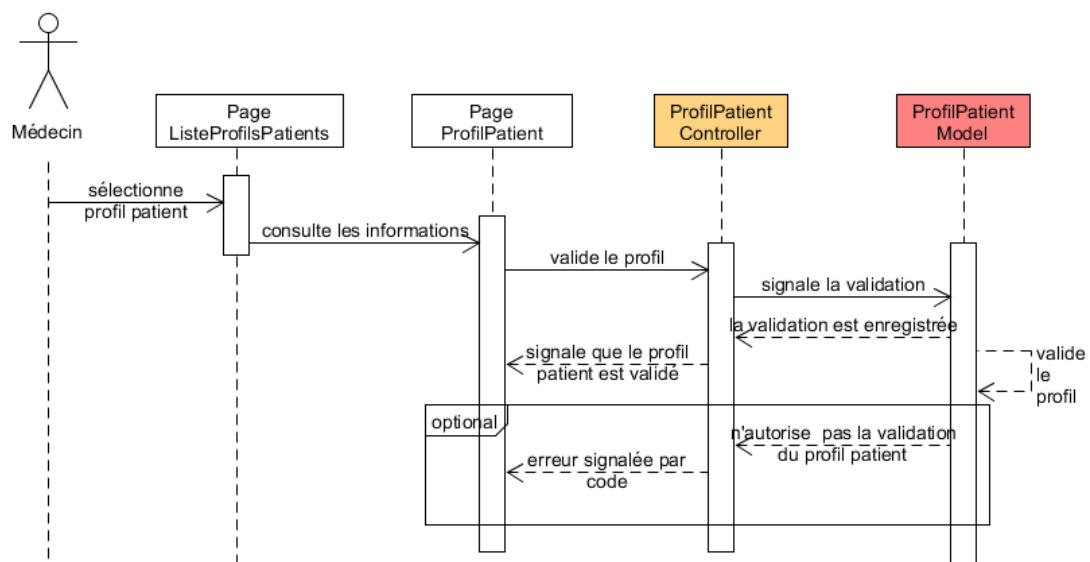 Médecin
Page
ListeProfilsPatients
Page
ProfilPatient
ProfilPatient
Controller
ProfilPatient
Model
sélectionne
profil patient
consulte les informations
valide le profil
signale la validation
la validation est enregistrée
signale que le profil
patient est validé
valide
le
profil
optional
n'autorise pas la validation
du profil patient
erreur signalée par
code